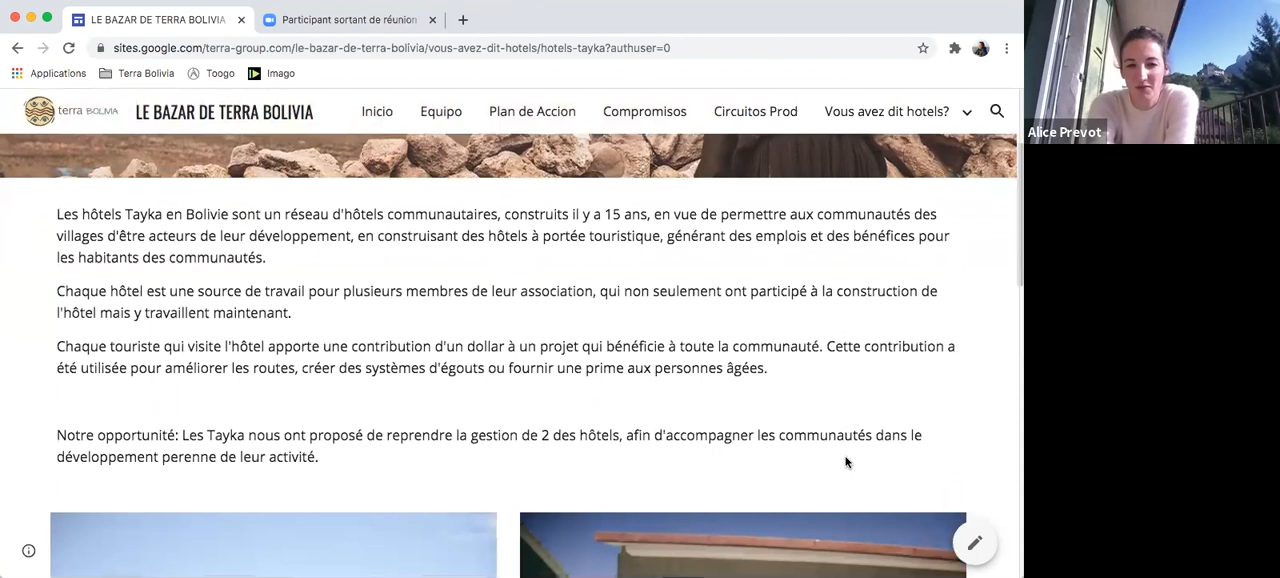 LE BAZAR DE TERRA BOLIVIA
Participant sortant de réunion
sites.google.com/terra-group.com/le-bazar-de-terra-bolivia/vous-avez-dit-hotels/hotels-tayka?authuser=0
Applications Terra Bolivia Toogo Imago
terra BOLIVIA LE BAZAR DE TERRA BOLIVIA Inicio Equipo Plan de Accion Compromisos Circuitos Prod Vous avez dit hotels?
Alice Prevot
Les hôtels Tayka en Bolivie sont un réseau d'hôtels communautaires, construits il y a 15 ans, en vue de permettre aux communautés des
villages d'être acteurs de leur développement, en construisant des hôtels à portée touristique, générant des emplois et des bénéfices pour
les habitants des communautés.
Chaque hôtel est une source de travail pour plusieurs membres de leur association, qui non seulement ont participé à la construction de
l'hôtel mais y travaillent maintenant.
Chaque touriste qui visite l'hôtel apporte une contribution d'un dollar à un projet qui bénéficie à toute la communauté. Cette contribution a
été utilisée pour améliorer les routes, créer des systèmes d'égouts ou fournir une prime aux personnes âgées.
Notre opportunité: Les Tayka nous ont proposé de reprendre la gestion de 2 des hôtels, afin d'accompagner les communautés dans le
développement perenne de leur activité.